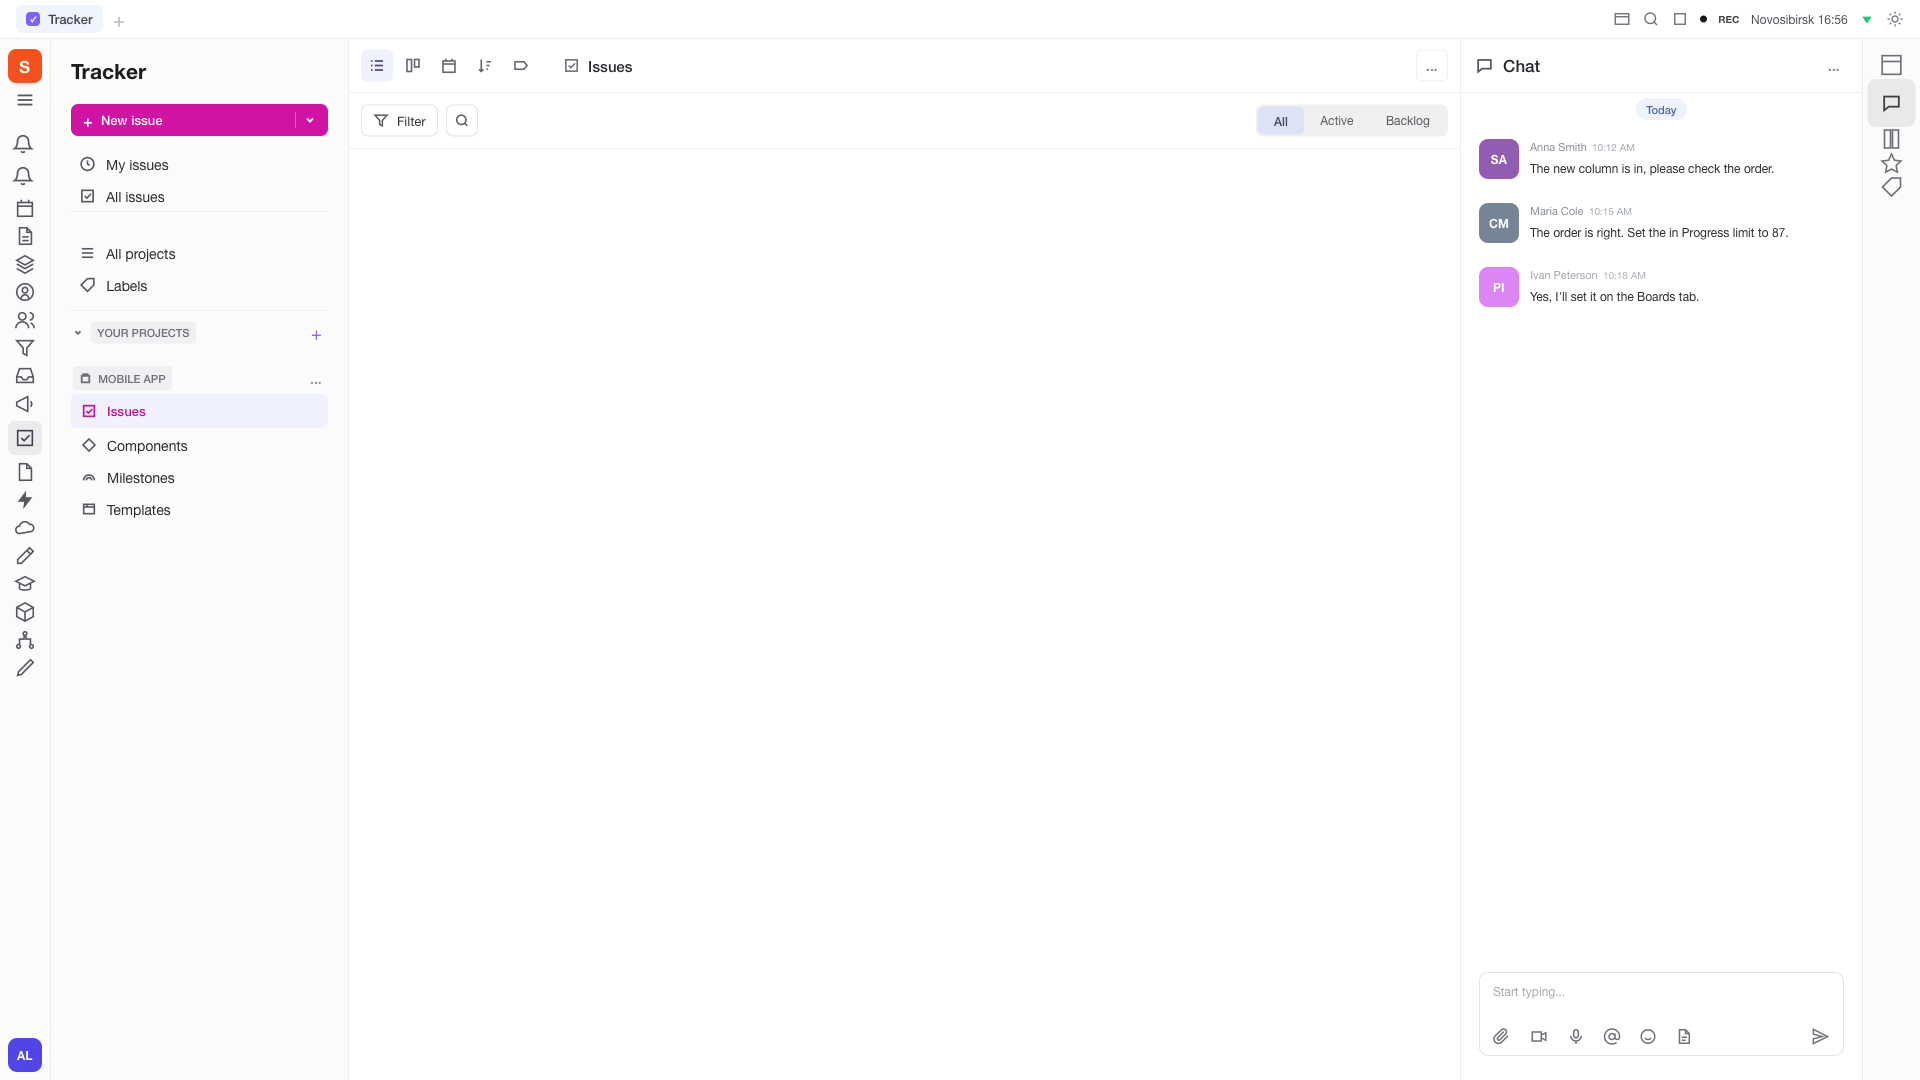 Tracker
REC
Novosibirsk 16:56
S
Tracker
New issue
My issues
All issues
All projects
Labels
YOUR PROJECTS
MOBILE APP
Issues
Components
Milestones
Templates
AL
Issues
Filter
All
Active
Backlog
Chat
Today
SA
Anna Smith 10:12 AM
The new column is in, please check the order.
CM
Maria Cole 10:15 AM
The order is right. Set the in Progress limit to 87.
PI
Ivan Peterson 10:18 AM
Yes, I'll set it on the Boards tab.
Start typing...